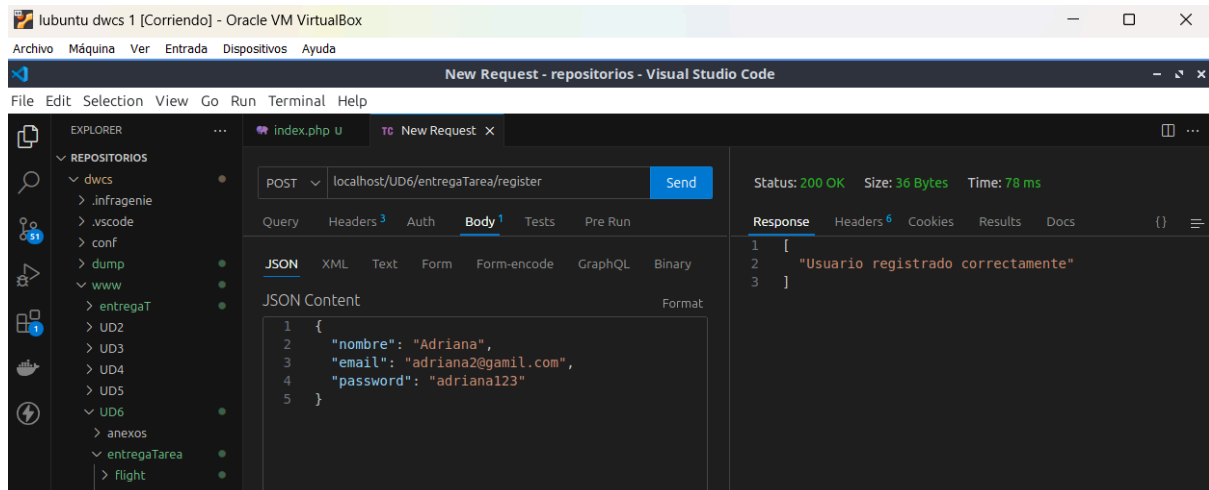 lubuntu dwcs 1 [Corriendo] - Oracle VM VirtualBox
Archivo Máquina Ver Entrada Dispositivos Ayuda
New Request - repositorios - Visual Studio Code
File Edit Selection View Go Run Terminal Help
EXPLORER ...
REPOSITORIOS
dwcs
.infragenie
.vscode
conf
dump
www
entregaT
UD2
UD3
UD4
UD5
UD6
anexos
entregaTarea
flight
51
1
index.php U TC New Request
POST localhost/UD6/entregaTarea/register Send
Query Headers 3 Auth Body 1 Tests Pre Run
JSON XML Text Form Form-encode GraphQL Binary
JSON Content Format
1 {
2 "nombre": "Adriana",
3 "email": "adriana2@gamil.com",
4 "password": "adriana123"
5 }
Status: 200 OK Size: 36 Bytes Time: 78 ms
Response Headers 6 Cookies Results Docs {}
1 [
2 "Usuario registrado correctamente"
3 ]